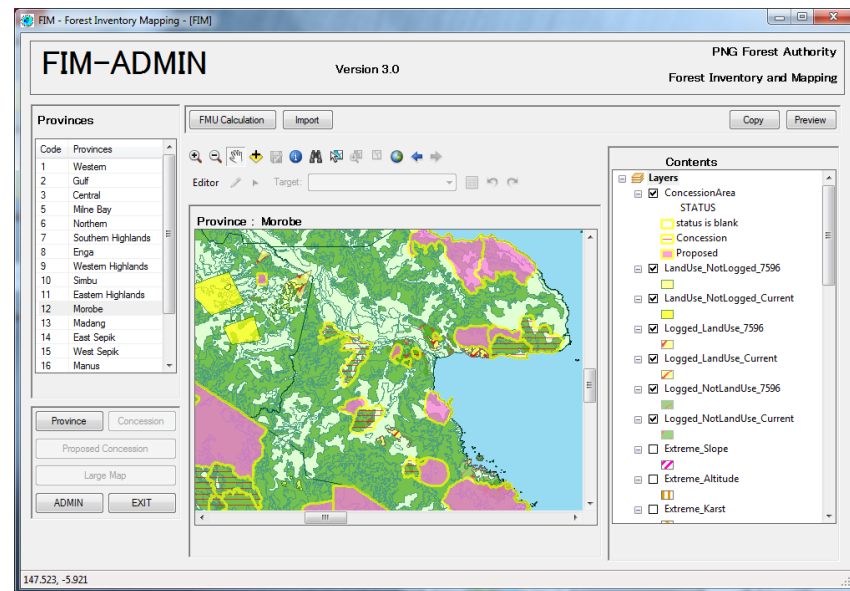 FIM - Forest Inventory Mapping - [FIM]
FIM-ADMIN
Version 3.0
PNG Forest Authority
Forest Inventory and Mapping
Provinces
FMU Calculation
Import
Copy
Preview
Code Provinces
1 Western
2 Gulf
3 Central
5 Milne Bay
6 Northern
7 Southern Highlands
8 Enga
9 Western Highlands
10 Simbu
11 Eastern Highlands
12 Morobe
13 Madang
14 East Sepik
15 West Sepik
16 Manus
Province
Concession
Proposed Concession
Large Map
ADMIN
EXIT
Editor
Target:
Province : Morobe
Contents
Layers
ConcessionArea
STATUS
status is blank
Concession
Proposed
LandUse_NotLogged_7596
LandUse_NotLogged_Current
Logged_LandUse_7596
Logged_LandUse_Current
Logged_NotLandUse_7596
Logged_NotLandUse_Current
Extreme_Slope
Extreme_Altitude
Extreme_Karst
147.523, -5.921